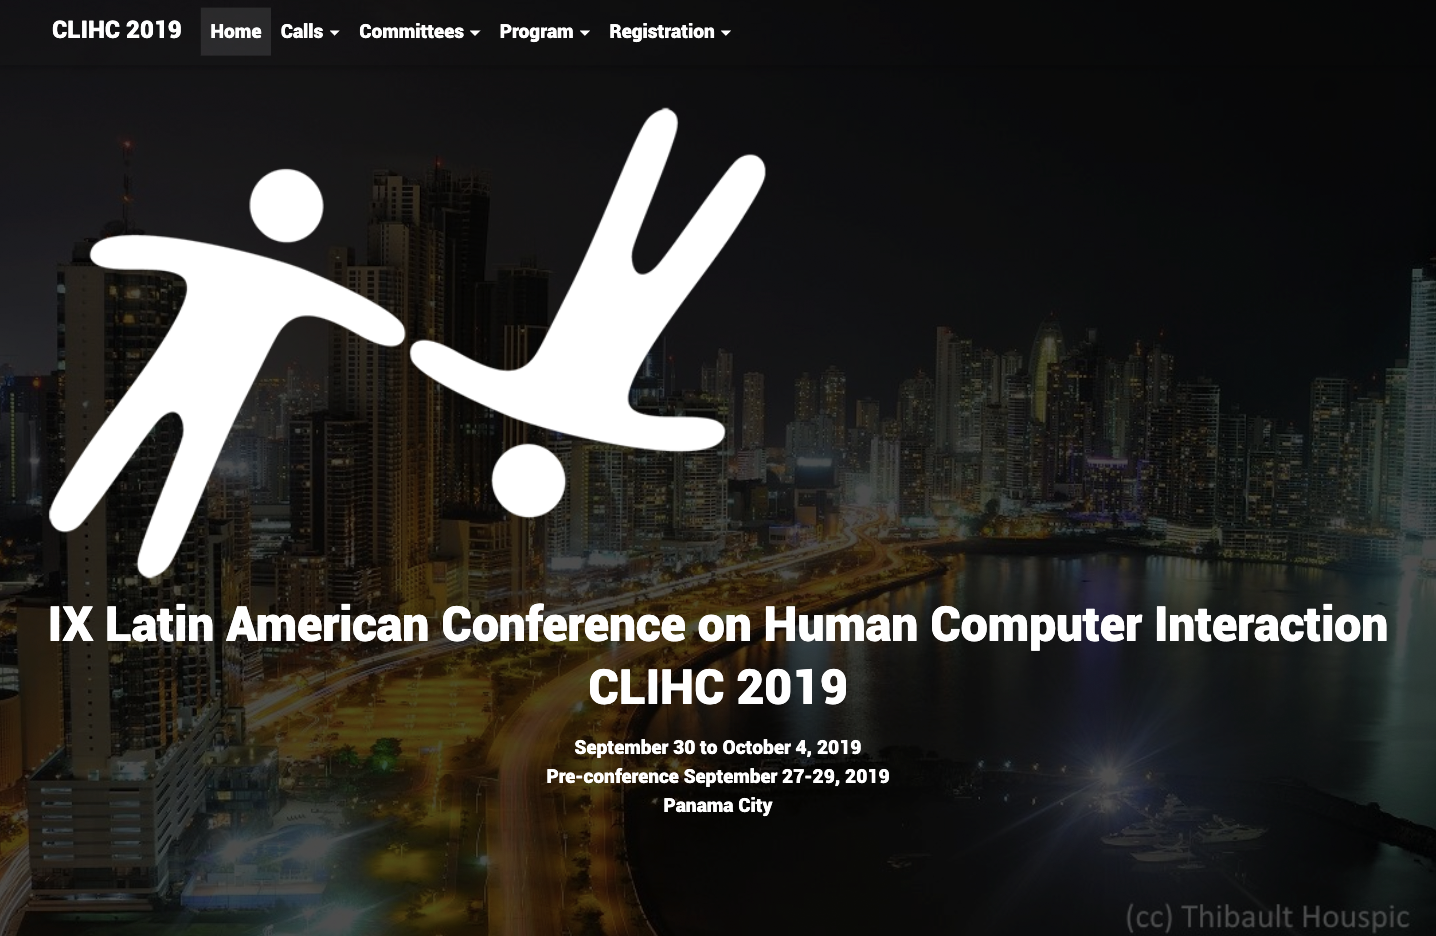 CLIHC 2019 Home Calls Committees Program Registration
IX Latin American Conference on Human Computer Interaction
CLIHC 2019
September 30 to October 4, 2019
Pre-conference September 27-29, 2019
Panama City
(cc) Thibault Houspic